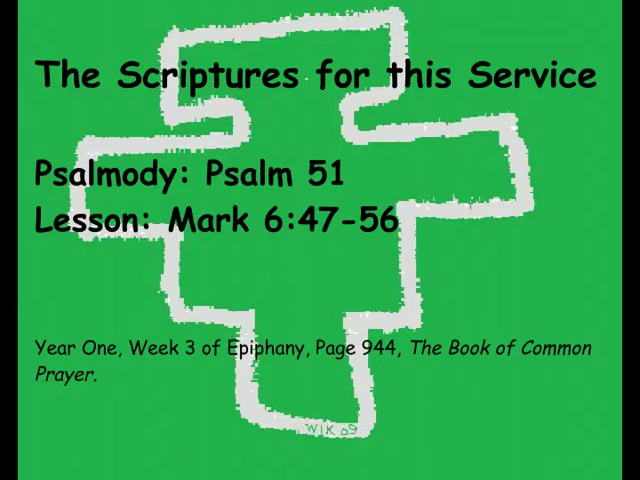 The Scriptures for this Service
Psalmody: Psalm 51
Lesson: Mark 6:47-56
Year One, Week 3 of Epiphany, Page 944, The Book of Common
Prayer.
WIK 09